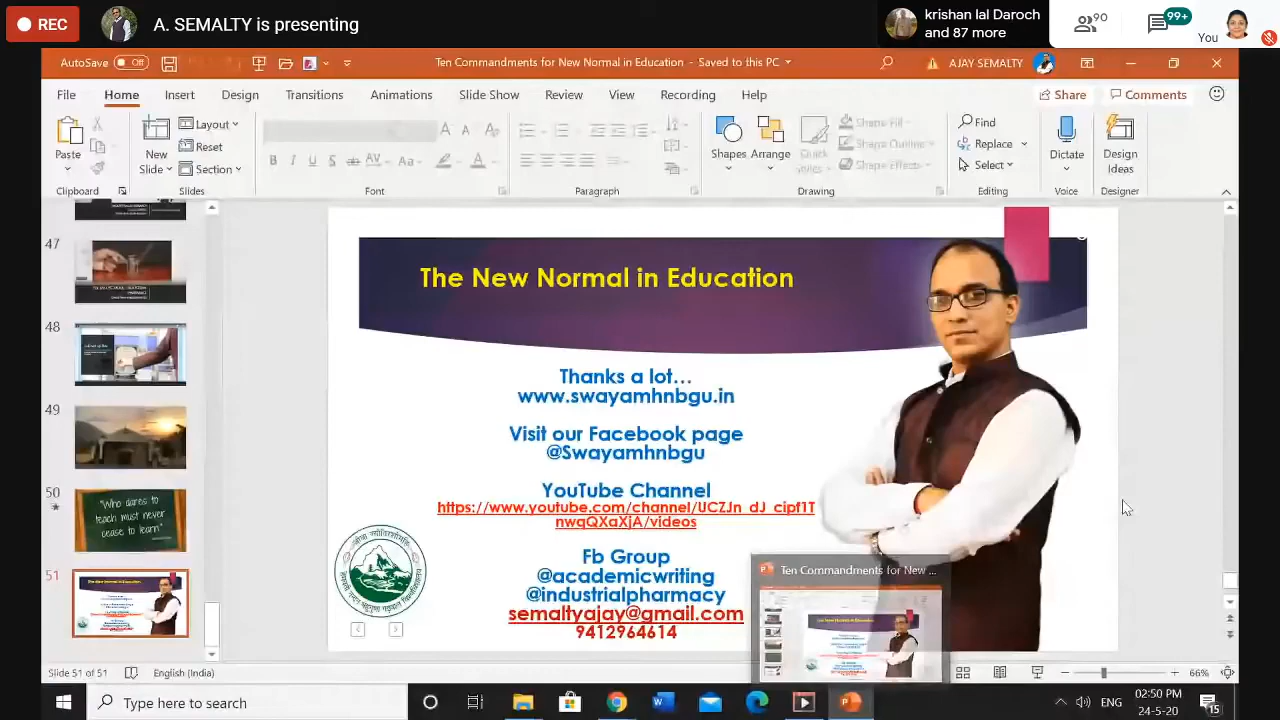 REC
A. SEMALTY is presenting
krishan lal Daroch
and 87 more
90
99+
You
AutoSave
Off
Ten Commandments for New Normal in Education - Saved to this PC
AJAY SEMALTY
File
Home
Insert
Design
Transitions
Animations
Slide Show
Review
View
Recording
Help
Share
Comments
Paste
Clipboard
New
Slide
Layout
Reset
Section
Slides
Font
Paragraph
Shapes
Arrange
Quick
Styles
Shape Fill
Shape Outline
Shape Effects
Drawing
Find
Replace
Select
Editing
Dictate
Voice
Design
Ideas
Designer
47
48
49
50
"Who dares to
teach must never
cease to learn"
51
The New Normal in Education
Thanks a lot…
www.swayamhnbgu.in
Visit our Facebook page
@Swayamhnbgu
YouTube Channel
https://www.youtube.com/channel/UCZJn_dJ_cipf1T
nwqQXaXjA/videos
Fb Group
@academicwriting
@industrialpharmacy
semaltyajay@gmail.com
9412964614
Ten Commandments for New ...
Slide 51 of 51
English (India)
66%
Type here to search
ENG
02:50 PM
24-5-20
15